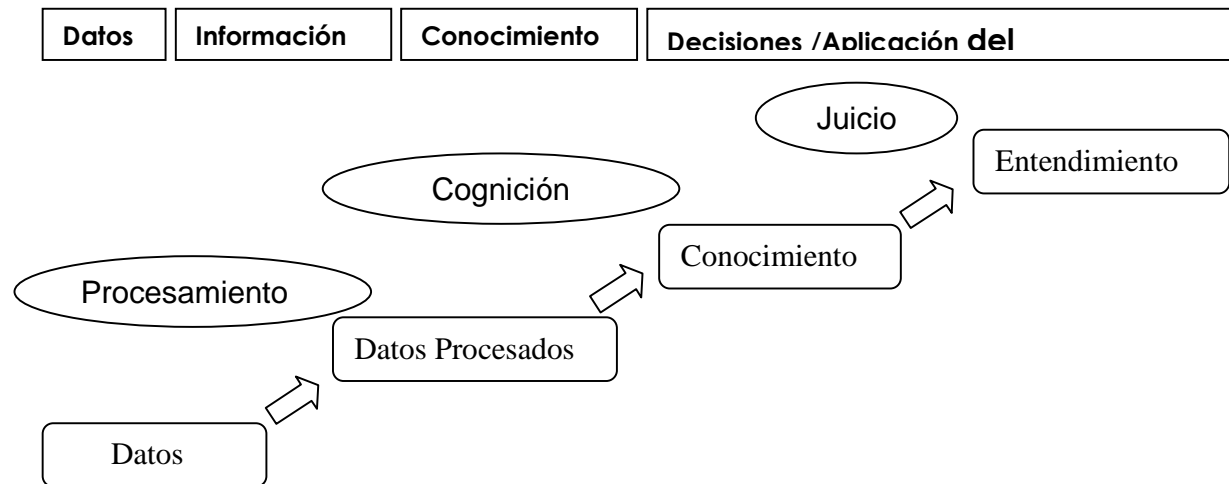 Datos
Información
Conocimiento
Decisiones /Aplicación del
Juicio
Entendimiento
Cognición
Conocimiento
Procesamiento
Datos Procesados
Datos